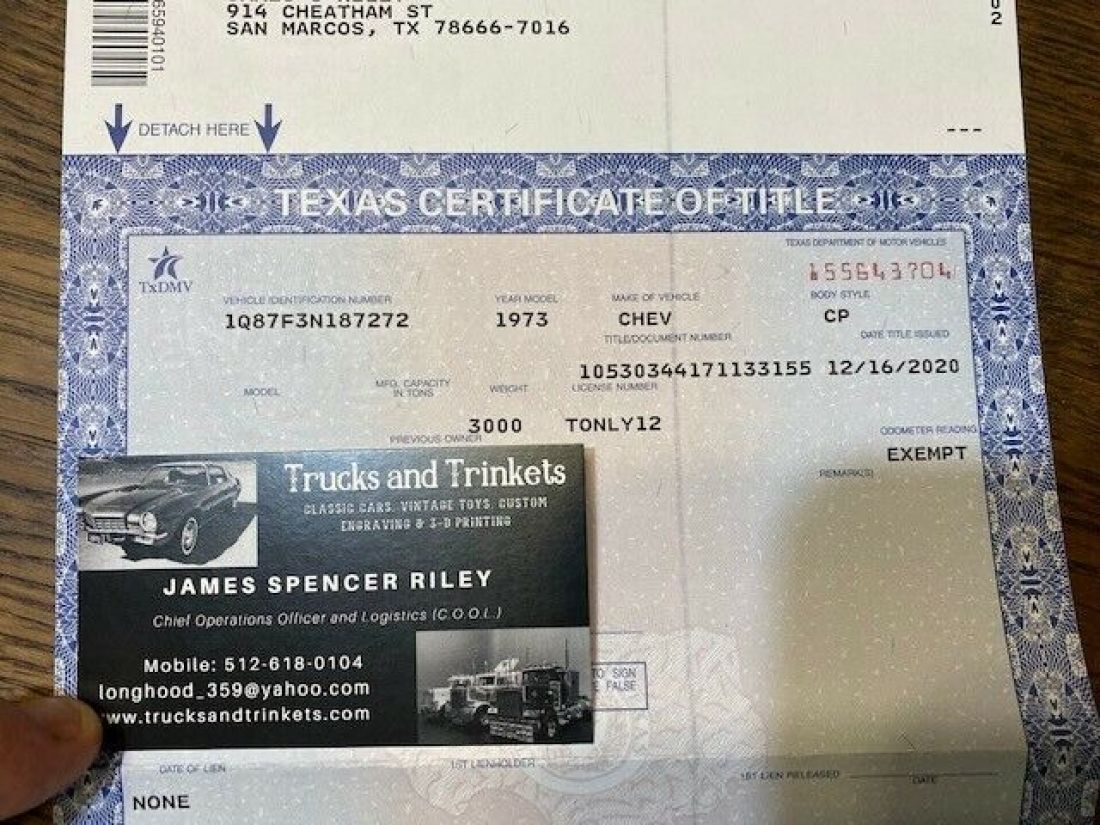 65940101
914 CHEATHAM ST
SAN MARCOS, TX 78666-7016
02
DETACH HERE
---
TEXAS CERTIFICATE OF TITLE
TxDMV
TEXAS DEPARTMENT OF MOTOR VEHICLES
155643704
VEHICLE IDENTIFICATION NUMBER YEAR MODEL MAKE OF VEHICLE BODY STYLE
1Q87F3N187272 1973 CHEV CP
TITLE/DOCUMENT NUMBER DATE TITLE ISSUED
10530344171133155 12/16/2020
MODEL MFG. CAPACITY IN TONS WEIGHT LICENSE NUMBER
3000 TONLY12
PREVIOUS OWNER ODOMETER READING
EXEMPT
REMARK(S)
Trucks and Trinkets
CLASSIC CARS, VINTAGE TOYS, CUSTOM
ENGRAVING & 3-D PRINTING
JAMES SPENCER RILEY
Chief Operations Officer and Logistics (C.O.O.L.)
Mobile: 512-618-0104
longhood_359@yahoo.com
www.trucksandtrinkets.com
TO SIGN
FALSE
DATE OF LIEN 1ST LIENHOLDER 1ST LIEN RELEASED DATE
NONE